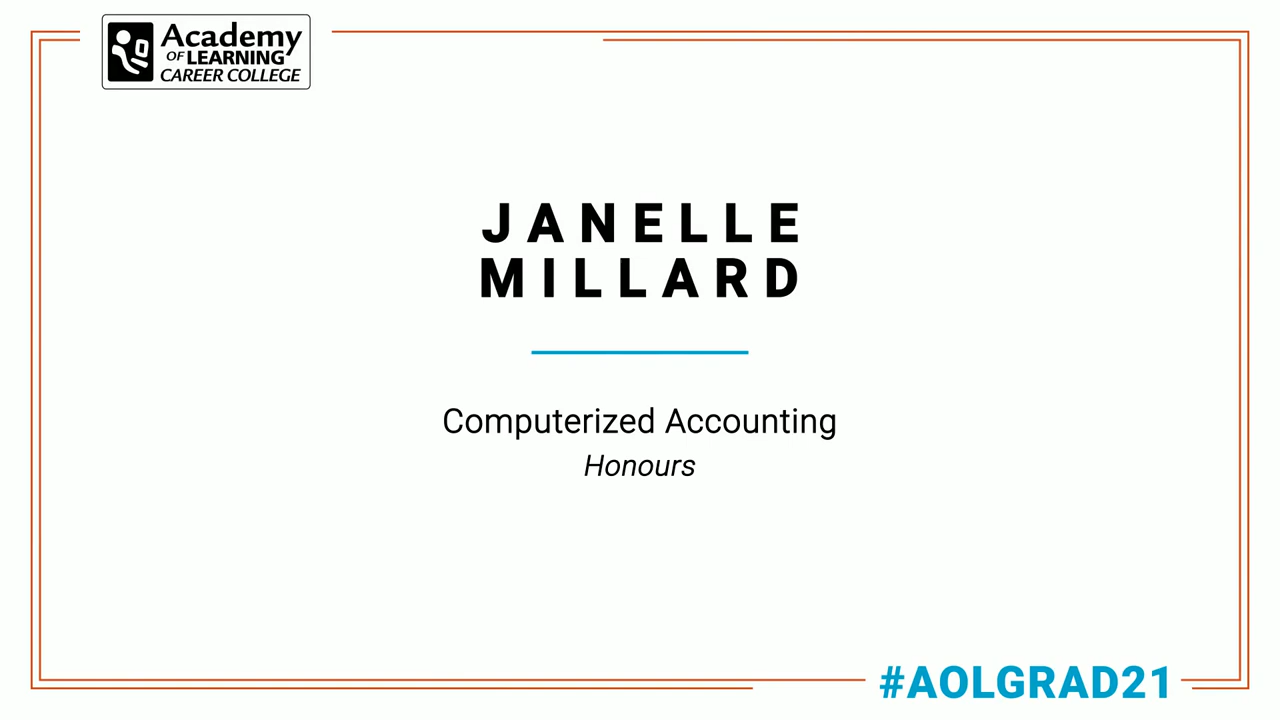 Academy
OF LEARNING
CAREER COLLEGE
JANELLE
MILLARD
Computerized Accounting
Honours
#AOLGRAD21